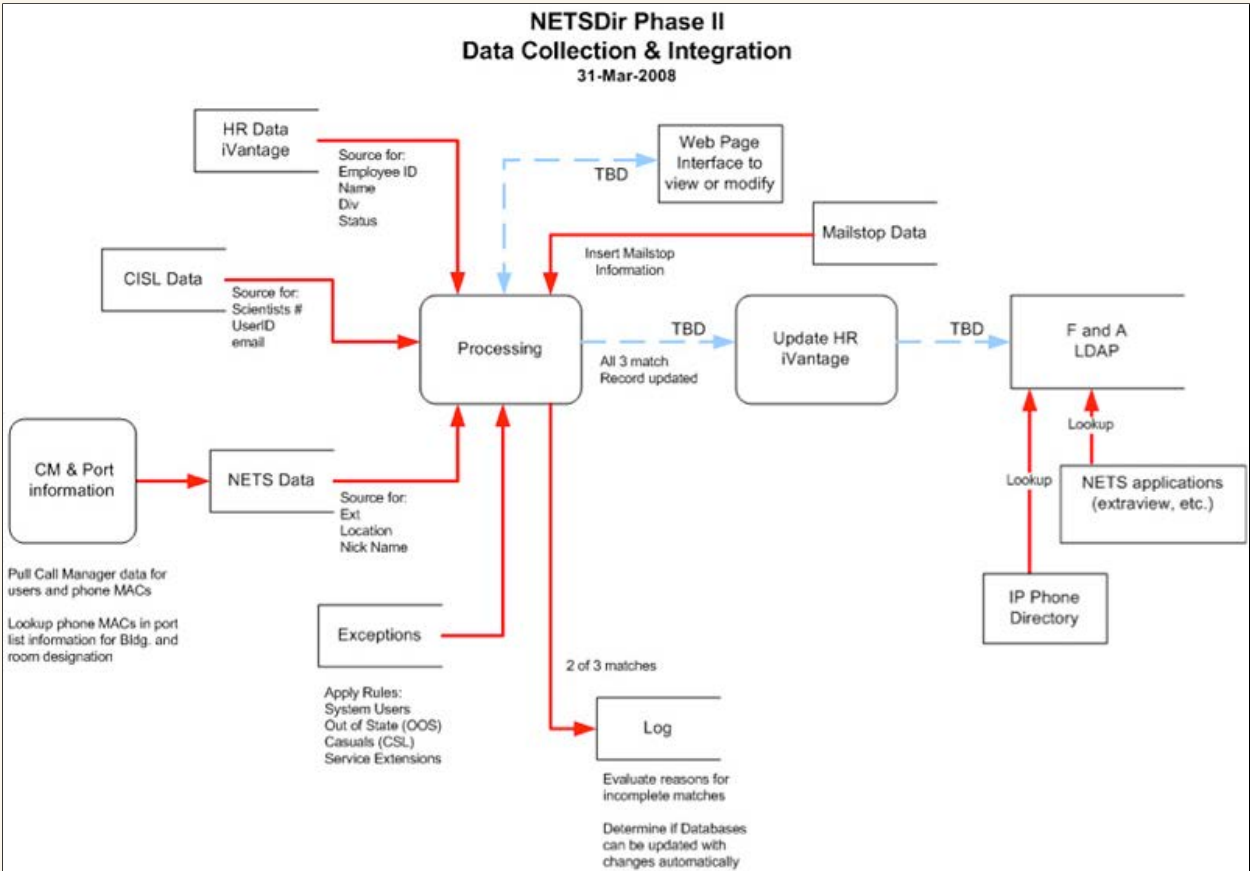 NETSDir Phase II
Data Collection & Integration
31-Mar-2008
HR Data
iVantage
Source for:
Employee ID
Name
Div
Status
TBD
Web Page
Interface to
view or modify
Mailstop Data
Insert Mailstop
Information
CISL Data
Source for:
Scientists #
UserID
email
Processing
TBD
All 3 match
Record updated
Update HR
iVantage
TBD
F and A
LDAP
Lookup
Lookup
NETS applications
(extraview, etc.)
IP Phone
Directory
CM & Port
information
Pull Call Manager data for
users and phone MACs
Lookup phone MACs in port
list information for Bldg. and
room designation
NETS Data
Source for:
Ext
Location
Nick Name
Exceptions
Apply Rules:
System Users
Out of State (OOS)
Casuals (CSL)
Service Extensions
2 of 3 matches
Log
Evaluate reasons for
incomplete matches
Determine if Databases
can be updated with
changes automatically